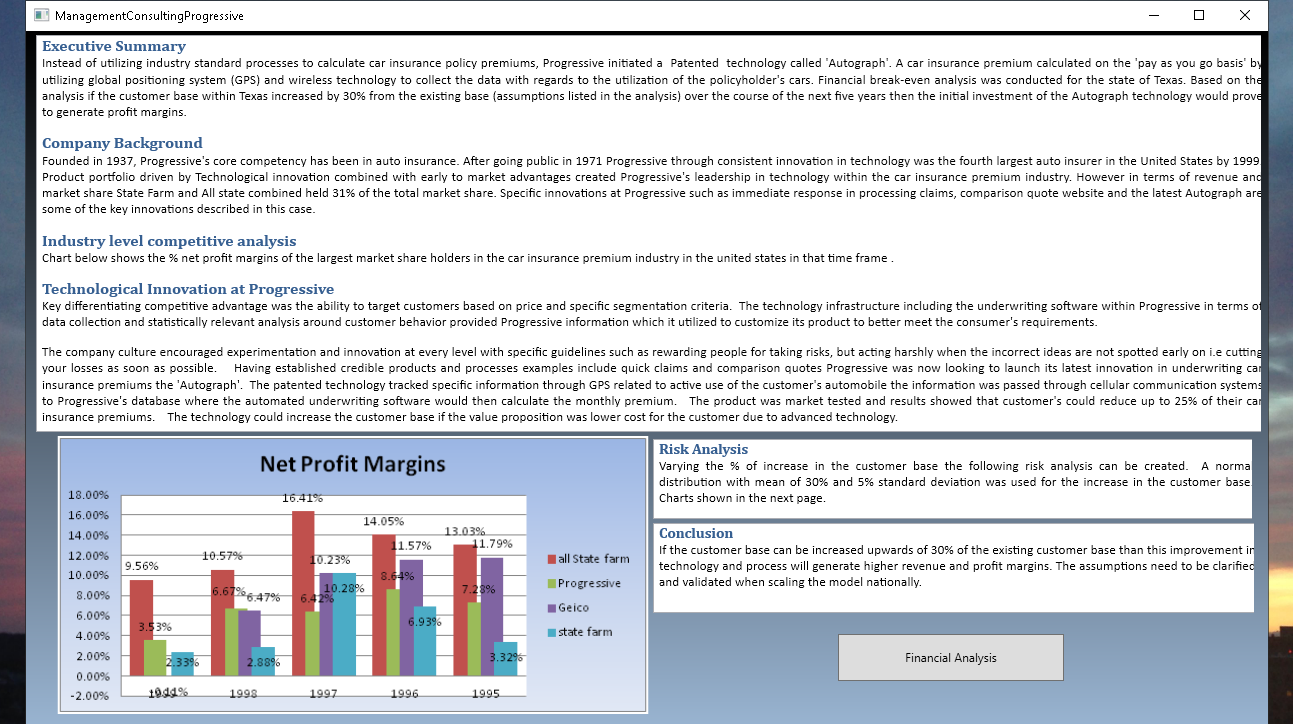 ManagementConsultingProgressive
Executive Summary
Instead of utilizing industry standard processes to calculate car insurance policy premiums, Progressive initiated a  Patented  technology called 'Autograph'. A car insurance premium calculated on the 'pay as you go basis' by
utilizing global positioning system (GPS) and wireless technology to collect the data with regards to the utilization of the policyholder's cars. Financial break-even analysis was conducted for the state of Texas. Based on the
analysis if the customer base within Texas increased by 30% from the existing base (assumptions listed in the analysis) over the course of the next five years then the initial investment of the Autograph technology would prove
to generate profit margins.
Company Background
Founded in 1937, Progressive's core competency has been in auto insurance. After going public in 1971 Progressive through consistent innovation in technology was the fourth largest auto insurer in the United States by 1999
Product portfolio driven by Technological innovation combined with early to market advantages created Progressive's leadership in technology within the car insurance premium industry. However in terms of revenue and
market share State Farm and All state combined held 31% of the total market share. Specific innovations at Progressive such as immediate response in processing claims, comparison quote website and the latest Autograph are
some of the key innovations described in this case.
Industry level competitive analysis
Chart below shows the % net profit margins of the largest market share holders in the car insurance premium industry in the united states in that time frame .
Technological Innovation at Progressive
Key differentiating competitive advantage was the ability to target customers based on price and specific segmentation criteria.  The technology infrastructure including the underwriting software within Progressive in terms of
data collection and statistically relevant analysis around customer behavior provided Progressive information which it utilized to customize its product to better meet the consumer's requirements.
The company culture encouraged experimentation and innovation at every level with specific guidelines such as rewarding people for taking risks, but acting harshly when the incorrect ideas are not spotted early on i.e cutting
your losses as soon as possible.    Having established credible products and processes examples include quick claims and comparison quotes Progressive was now looking to launch its latest innovation in underwriting car
insurance premiums the 'Autograph'.  The patented technology tracked specific information through GPS related to active use of the customer's automobile the information was passed through cellular communication systems
to Progressive's database where the automated underwriting software would then calculate the monthly premium.   The product was market tested and results showed that customer's could reduce up to 25% of their car
insurance premiums.   The technology could increase the customer base if the value proposition was lower cost for the customer due to advanced technology.
Net Profit Margins
18.00%
16.00%
14.00%
12.00%
10.00%
8.00%
6.00%
4.00%
2.00%
0.00%
-2.00%
9.56%
3.53%
-0.11%
2.33%
10.57%
6.67%
6.47%
2.88%
16.41%
6.42%
10.23%
10.28%
14.05%
8.64%
11.57%
6.93%
13.03%
7.28%
11.79%
3.32%
1999
1998
1997
1996
1995
all State farm
Progressive
Geico
state farm
Risk Analysis
Varying the % of increase in the customer base the following risk analysis can be created.  A norma
distribution with mean of 30% and 5% standard deviation was used for the increase in the customer base.
Charts shown in the next page.
Conclusion
If the customer base can be increased upwards of 30% of the existing customer base than this improvement in
technology and process will generate higher revenue and profit margins. The assumptions need to be clarified
and validated when scaling the model nationally.
Financial Analysis